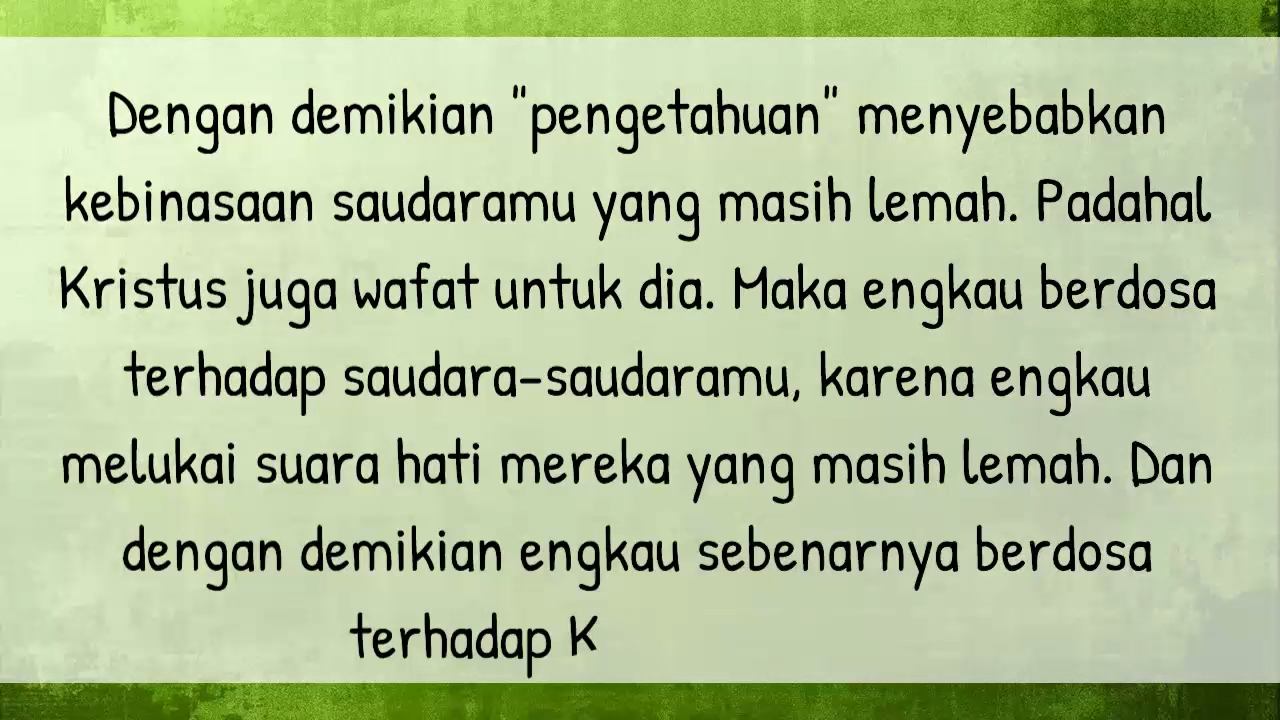 Dengan demikian "pengetahuan" menyebabkan
kebinasaan saudaramu yang masih lemah. Padahal
Kristus juga wafat untuk dia. Maka engkau berdosa
terhadap saudara-saudaramu, karena engkau
melukai suara hati mereka yang masih lemah. Dan
dengan demikian engkau sebenarnya berdosa
terhadap K